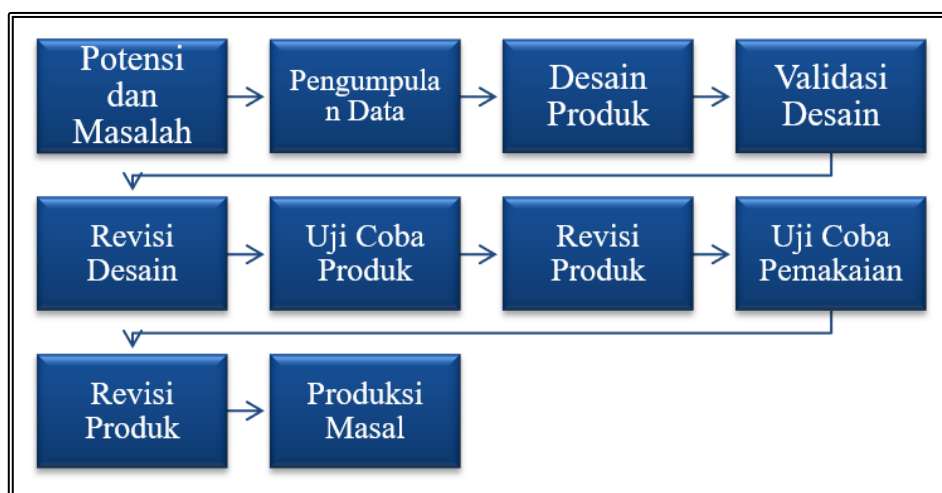 Potensi
dan
Masalah
Pengumpula
n Data
Desain
Produk
Validasi
Desain
Revisi
Desain
Uji Coba
Produk
Revisi
Produk
Uji Coba
Pemakaian
Revisi
Produk
Produksi
Masal